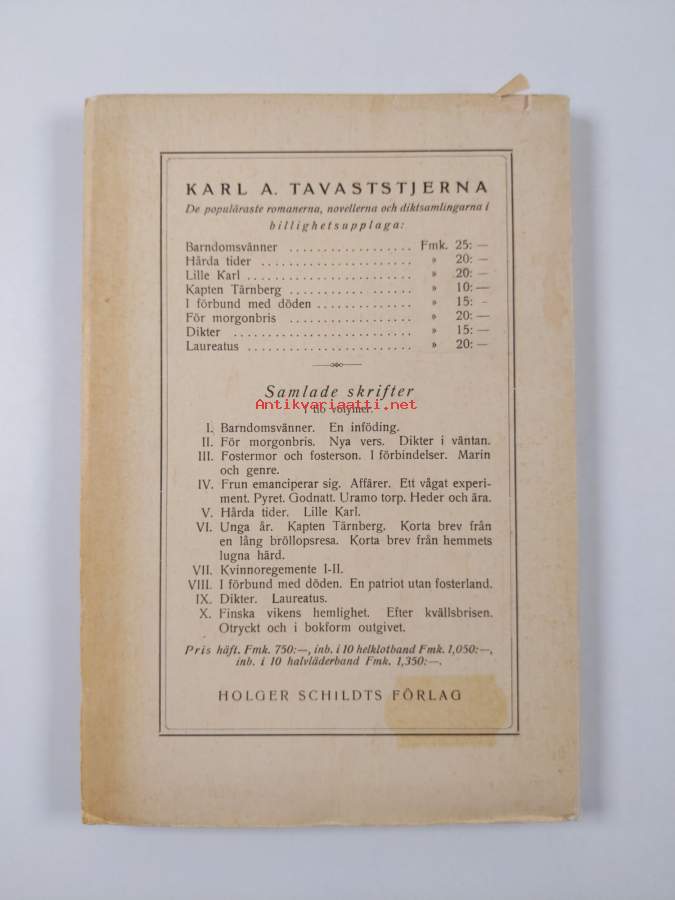 KARL A. TAVASTSTJERNA
De populäraste romanerna, novellerna och diktsamlingarna i
billighetsupplaga:
Barndomsvänner .................. Fmk. 25: —
Hårda tider ...................... » 20: —
Lille Karl ........................ » 20: —
Kapten Tärnberg .................. » 10: —
I förbund med döden .............. » 15: -
För morgonbris .................... » 20: —
Dikter .......................... » 15: —
Laureatus ........................ » 20: —
Samlade skrifter
Antikvariaatti.net
i tio volymer.
I. Barndomsvänner. En inföding.
II. För morgonbris. Nya vers. Dikter i väntan.
III. Fostermor och fosterson. I förbindelser. Marin
och genre.
IV. Frun emanciperar sig. Affärer. Ett vågat experi-
ment. Pyret. Godnatt. Uramo torp. Heder och ära.
V. Hårda tider. Lille Karl.
VI. Unga år. Kapten Tärnberg. Korta brev från
en lång bröllopsresa. Korta brev från hemmets
lugna härd.
VII. Kvinnoregemente I-II.
VIII. I förbund med döden. En patriot utan fosterland.
IX. Dikter. Laureatus.
X. Finska vikens hemlighet. Efter kvällsbrisen.
Otryckt och i bokform outgivet.
Pris häft. Fmk. 750:—, inb. i 10 helklotband Fmk. 1,050:—,
inb. i 10 halvläderband Fmk. 1,350:—.
HOLGER SCHILDTS FÖRLAG